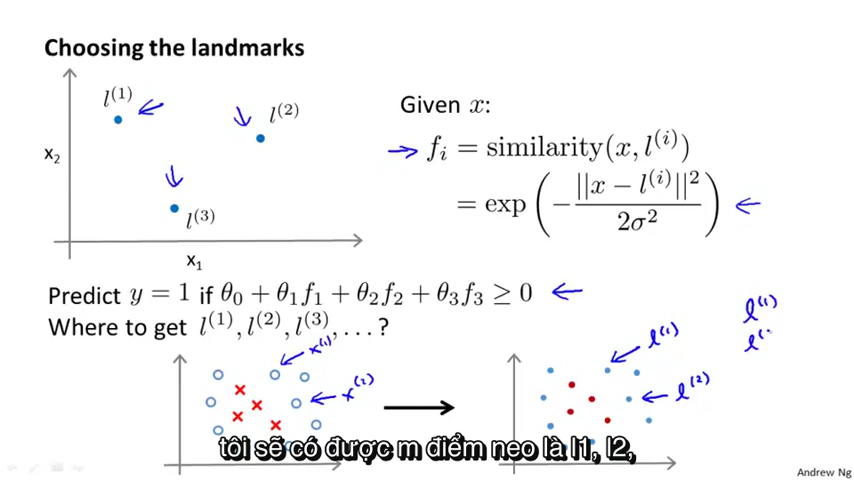 Choosing the landmarks
l⁽¹⁾
l⁽²⁾
x₂
l⁽³⁾
x₁
Given x:
fᵢ = similarity(x, l⁽ⁱ⁾)
= exp(−||x − l⁽ⁱ⁾||² / 2σ²)
Predict y = 1 if θ₀ + θ₁f₁ + θ₂f₂ + θ₃f₃ ≥ 0
Where to get l⁽¹⁾, l⁽²⁾, l⁽³⁾, . . . ?
x⁽¹⁾
x⁽²⁾
l⁽¹⁾
l⁽²⁾
l⁽¹⁾
tôi sẽ có được m điểm neo là l1, l2,
Andrew Ng